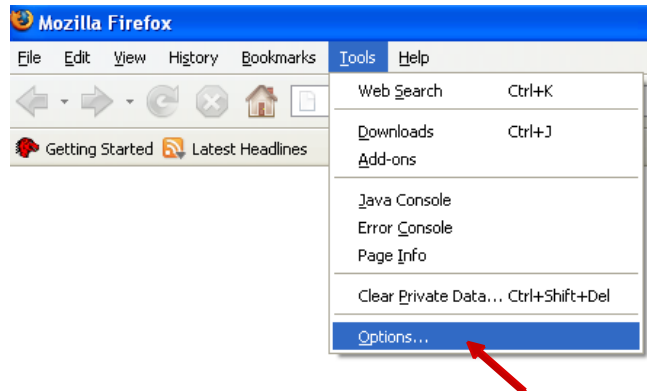 Mozilla Firefox
File Edit View History Bookmarks Tools Help
Web Search Ctrl+K
Downloads Ctrl+J
Add-ons
Java Console
Error Console
Page Info
Clear Private Data... Ctrl+Shift+Del
Options...
Getting Started Latest Headlines